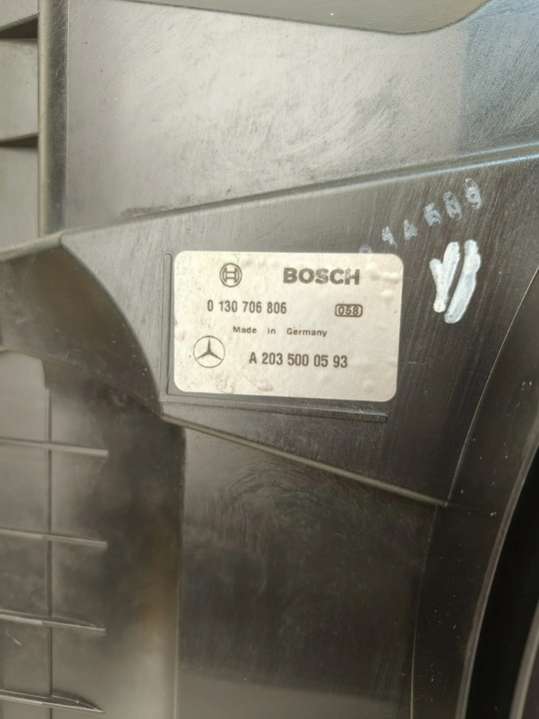 BOSCH
0 130 706 806 058
Made in Germany
A 203 500 05 93